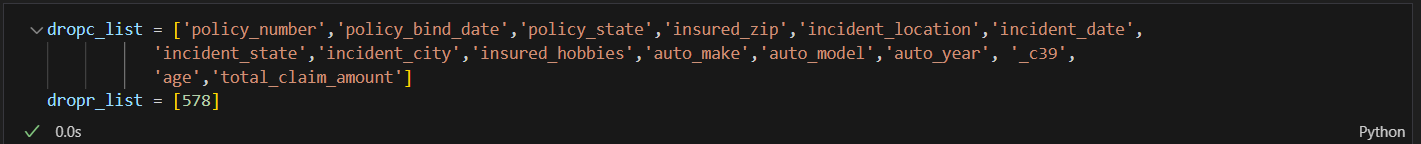 dropc_list = ['policy_number','policy_bind_date','policy_state','insured_zip','incident_location','incident_date',
'incident_state','incident_city','insured_hobbies','auto_make','auto_model','auto_year', '_c39',
'age','total_claim_amount']
dropr_list = [578]
0.0s
Python